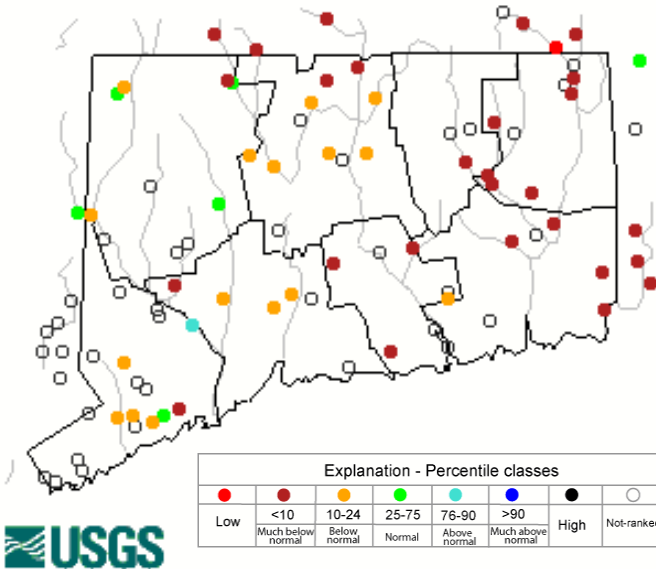 Explanation - Percentile classes
Low <10 10-24 25-75 76-90 >90 High Not-ranked
Much below normal Below normal Normal Above normal Much above normal
USGS